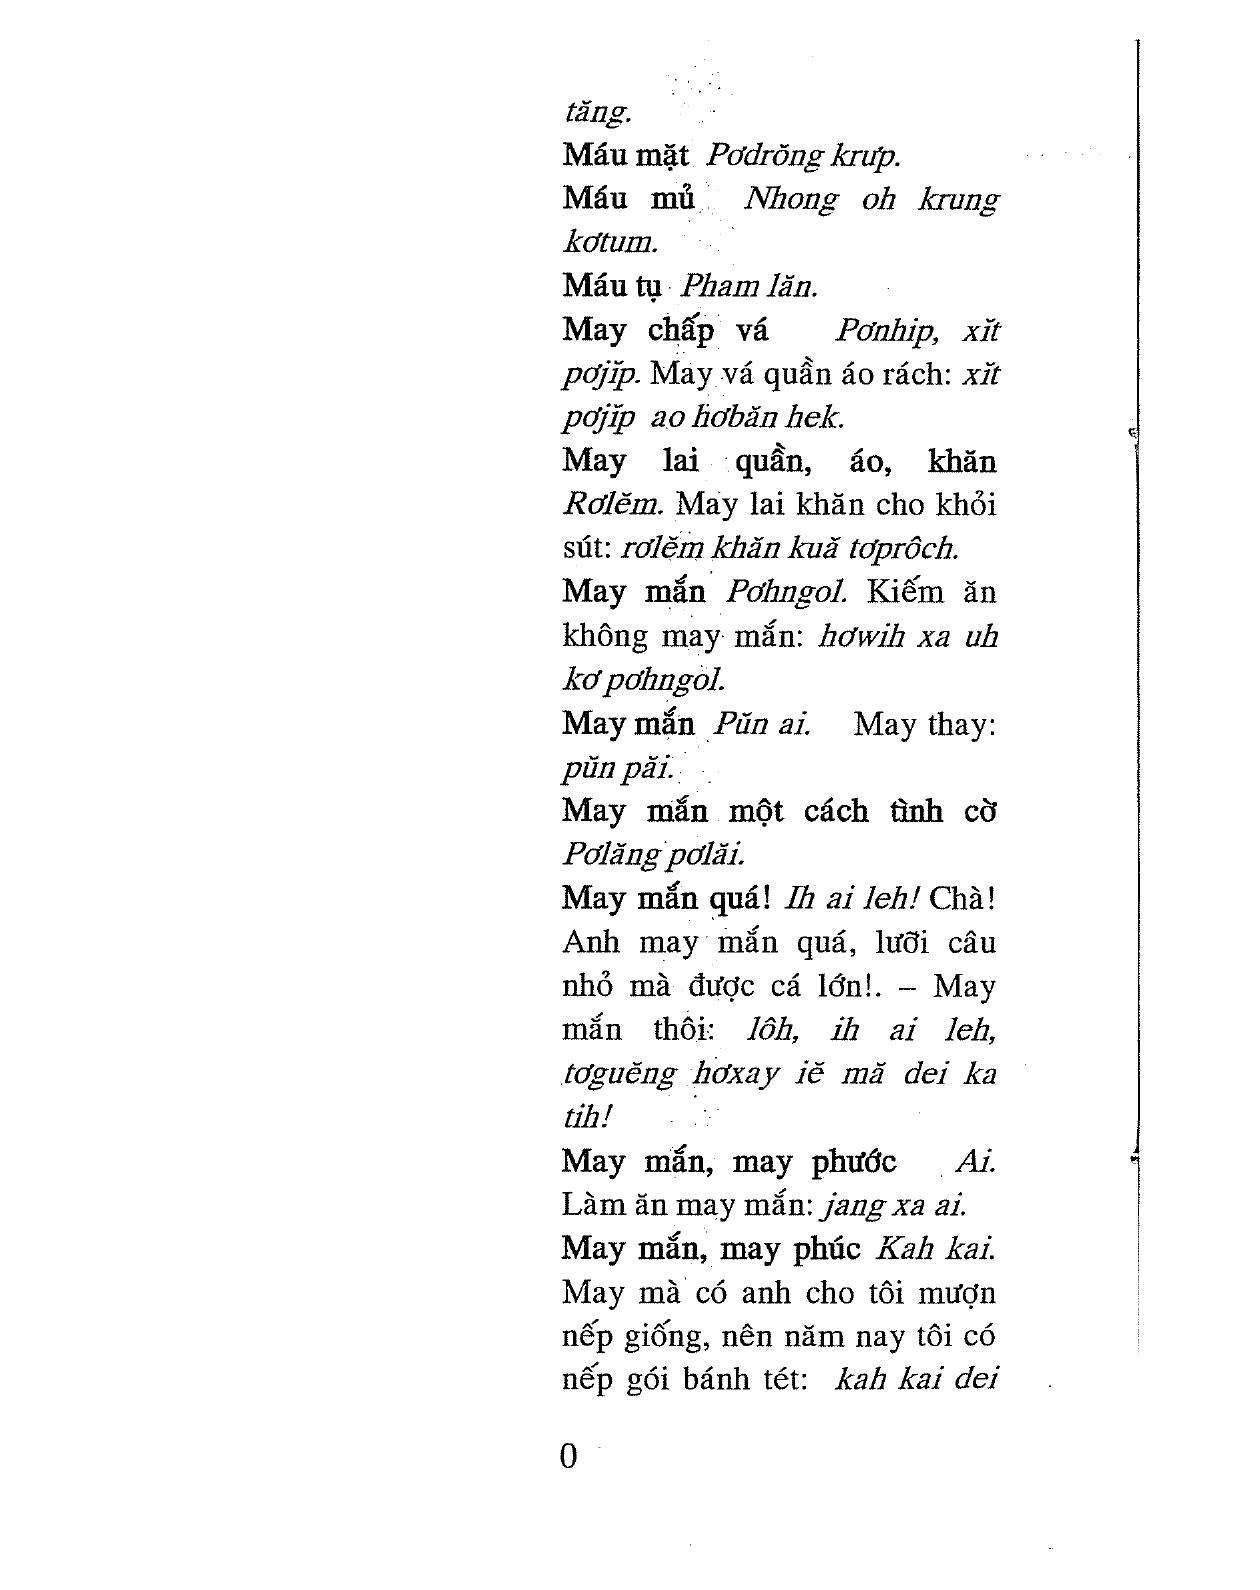 tăng.
Máu mặt Pơdrŏng krưp.
Máu mủ Nhong oh krung
kơtum.
Máu tụ Pham lăn.
May chấp vá Pơnhip, xĭt
pơjĭp. May vá quần áo rách: xĭt
pơjĭp ao hơbăn hek.
May lai quần, áo, khăn
Rơlĕm. May lai khăn cho khỏi
sút: rơlĕm khăn kuă tơprôch.
May mắn Pơhngol. Kiếm ăn
không may mắn: hơwih xa uh
kơ pơhngol.
May mắn Pŭn ai. May thay:
pŭn păi.
May mắn một cách tình cờ
Pơlăng pơlăi.
May mắn quá! Ih ai leh! Chà!
Anh may mắn quá, lưỡi câu
nhỏ mà được cá lớn!. – May
mắn thôi: lôh, ih ai leh,
tơguĕng hơxay iĕ mă dei ka
tih!
May mắn, may phước Ai.
Làm ăn may mắn: jang xa ai.
May mắn, may phúc Kah kai.
May mà có anh cho tôi mượn
nếp giống, nên năm nay tôi có
nếp gói bánh tét: kah kai dei
0